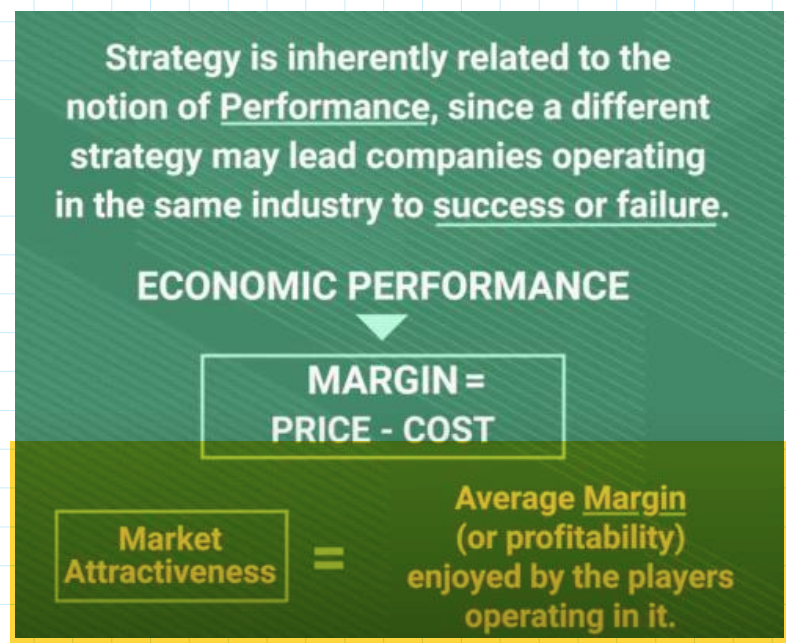 Strategy is inherently related to the
notion of Performance, since a different
strategy may lead companies operating
in the same industry to success or failure.
ECONOMIC PERFORMANCE
MARGIN =
PRICE - COST
Market
Attractiveness
=
Average Margin
(or profitability)
enjoyed by the players
operating in it.